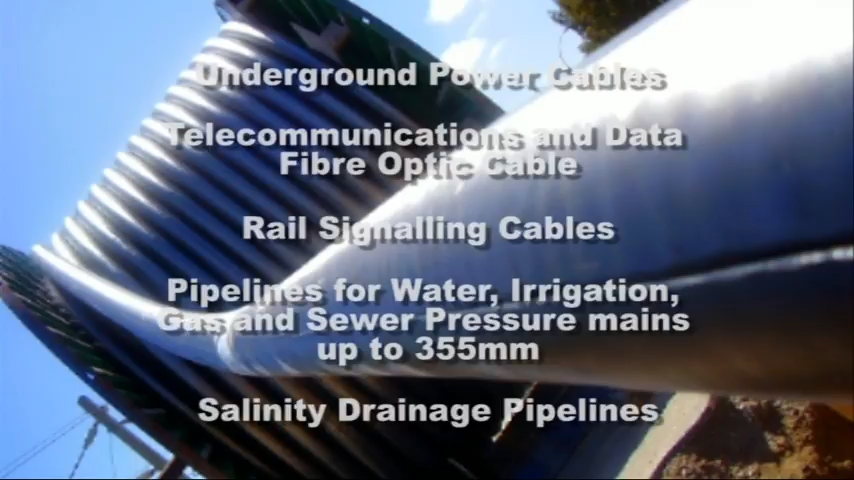 Underground Power Cables
Telecommunications and Data
Fibre Optic Cable
Rail Signalling Cables
Pipelines for Water, Irrigation,
Gas and Sewer Pressure mains
up to 355mm
Salinity Drainage Pipelines